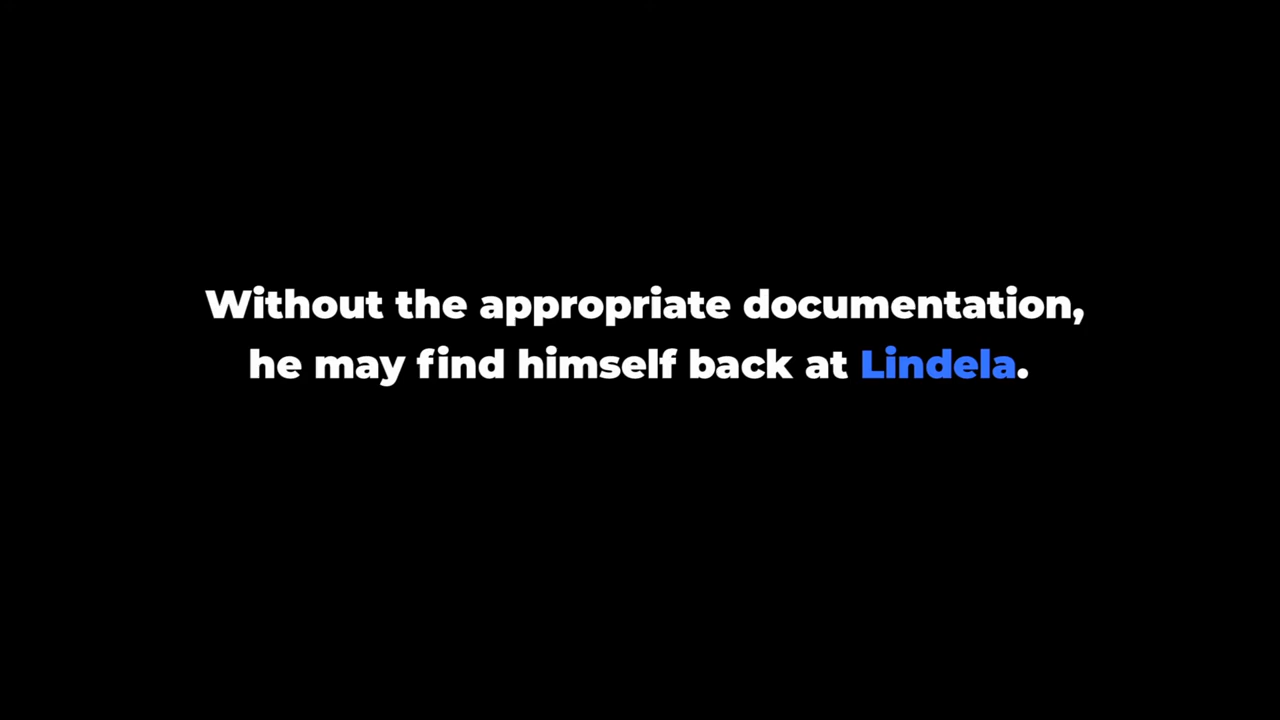 Without the appropriate documentation,
he may find himself back at Lindela.